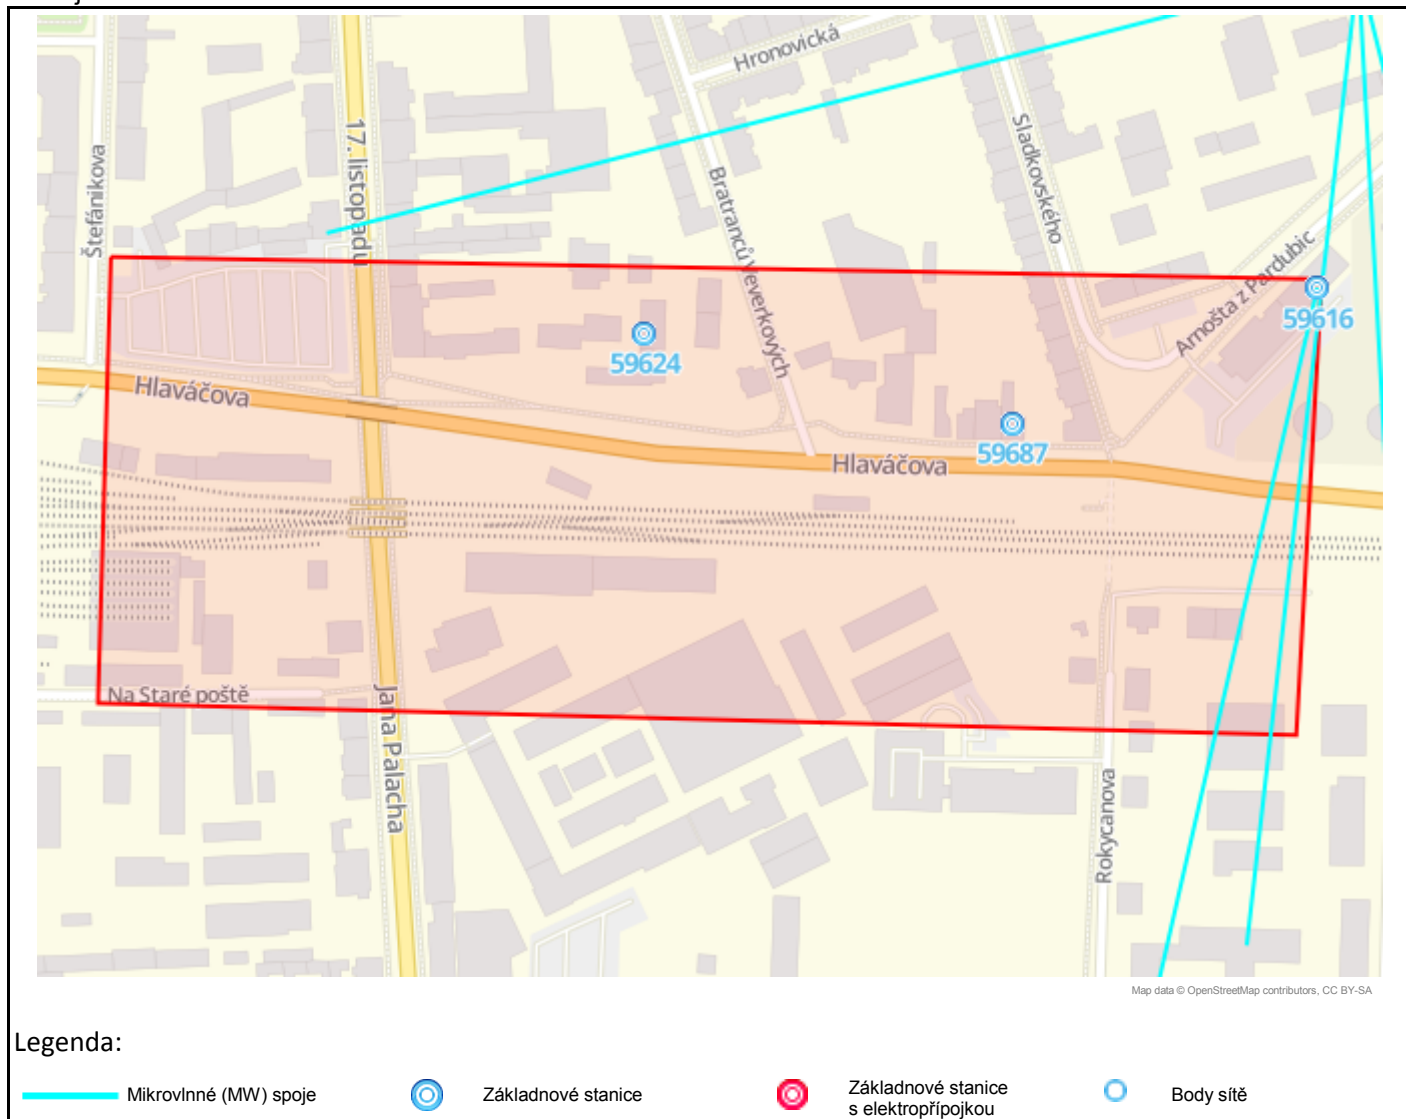 Hronovická
17. listopadu
Sladkovského
Štefánikova
Bratranců Veverkových
Arnošta z Pardubic
59616
59624
Hlaváčova
59687
Hlaváčova
Na Staré poště
Jana Palacha
Rokycanova
Map data © OpenStreetMap contributors, CC BY-SA
Legenda:
Mikrovlnné (MW) spoje
Základnové stanice
Základnové stanice
s elektropřípojkou
Body sítě